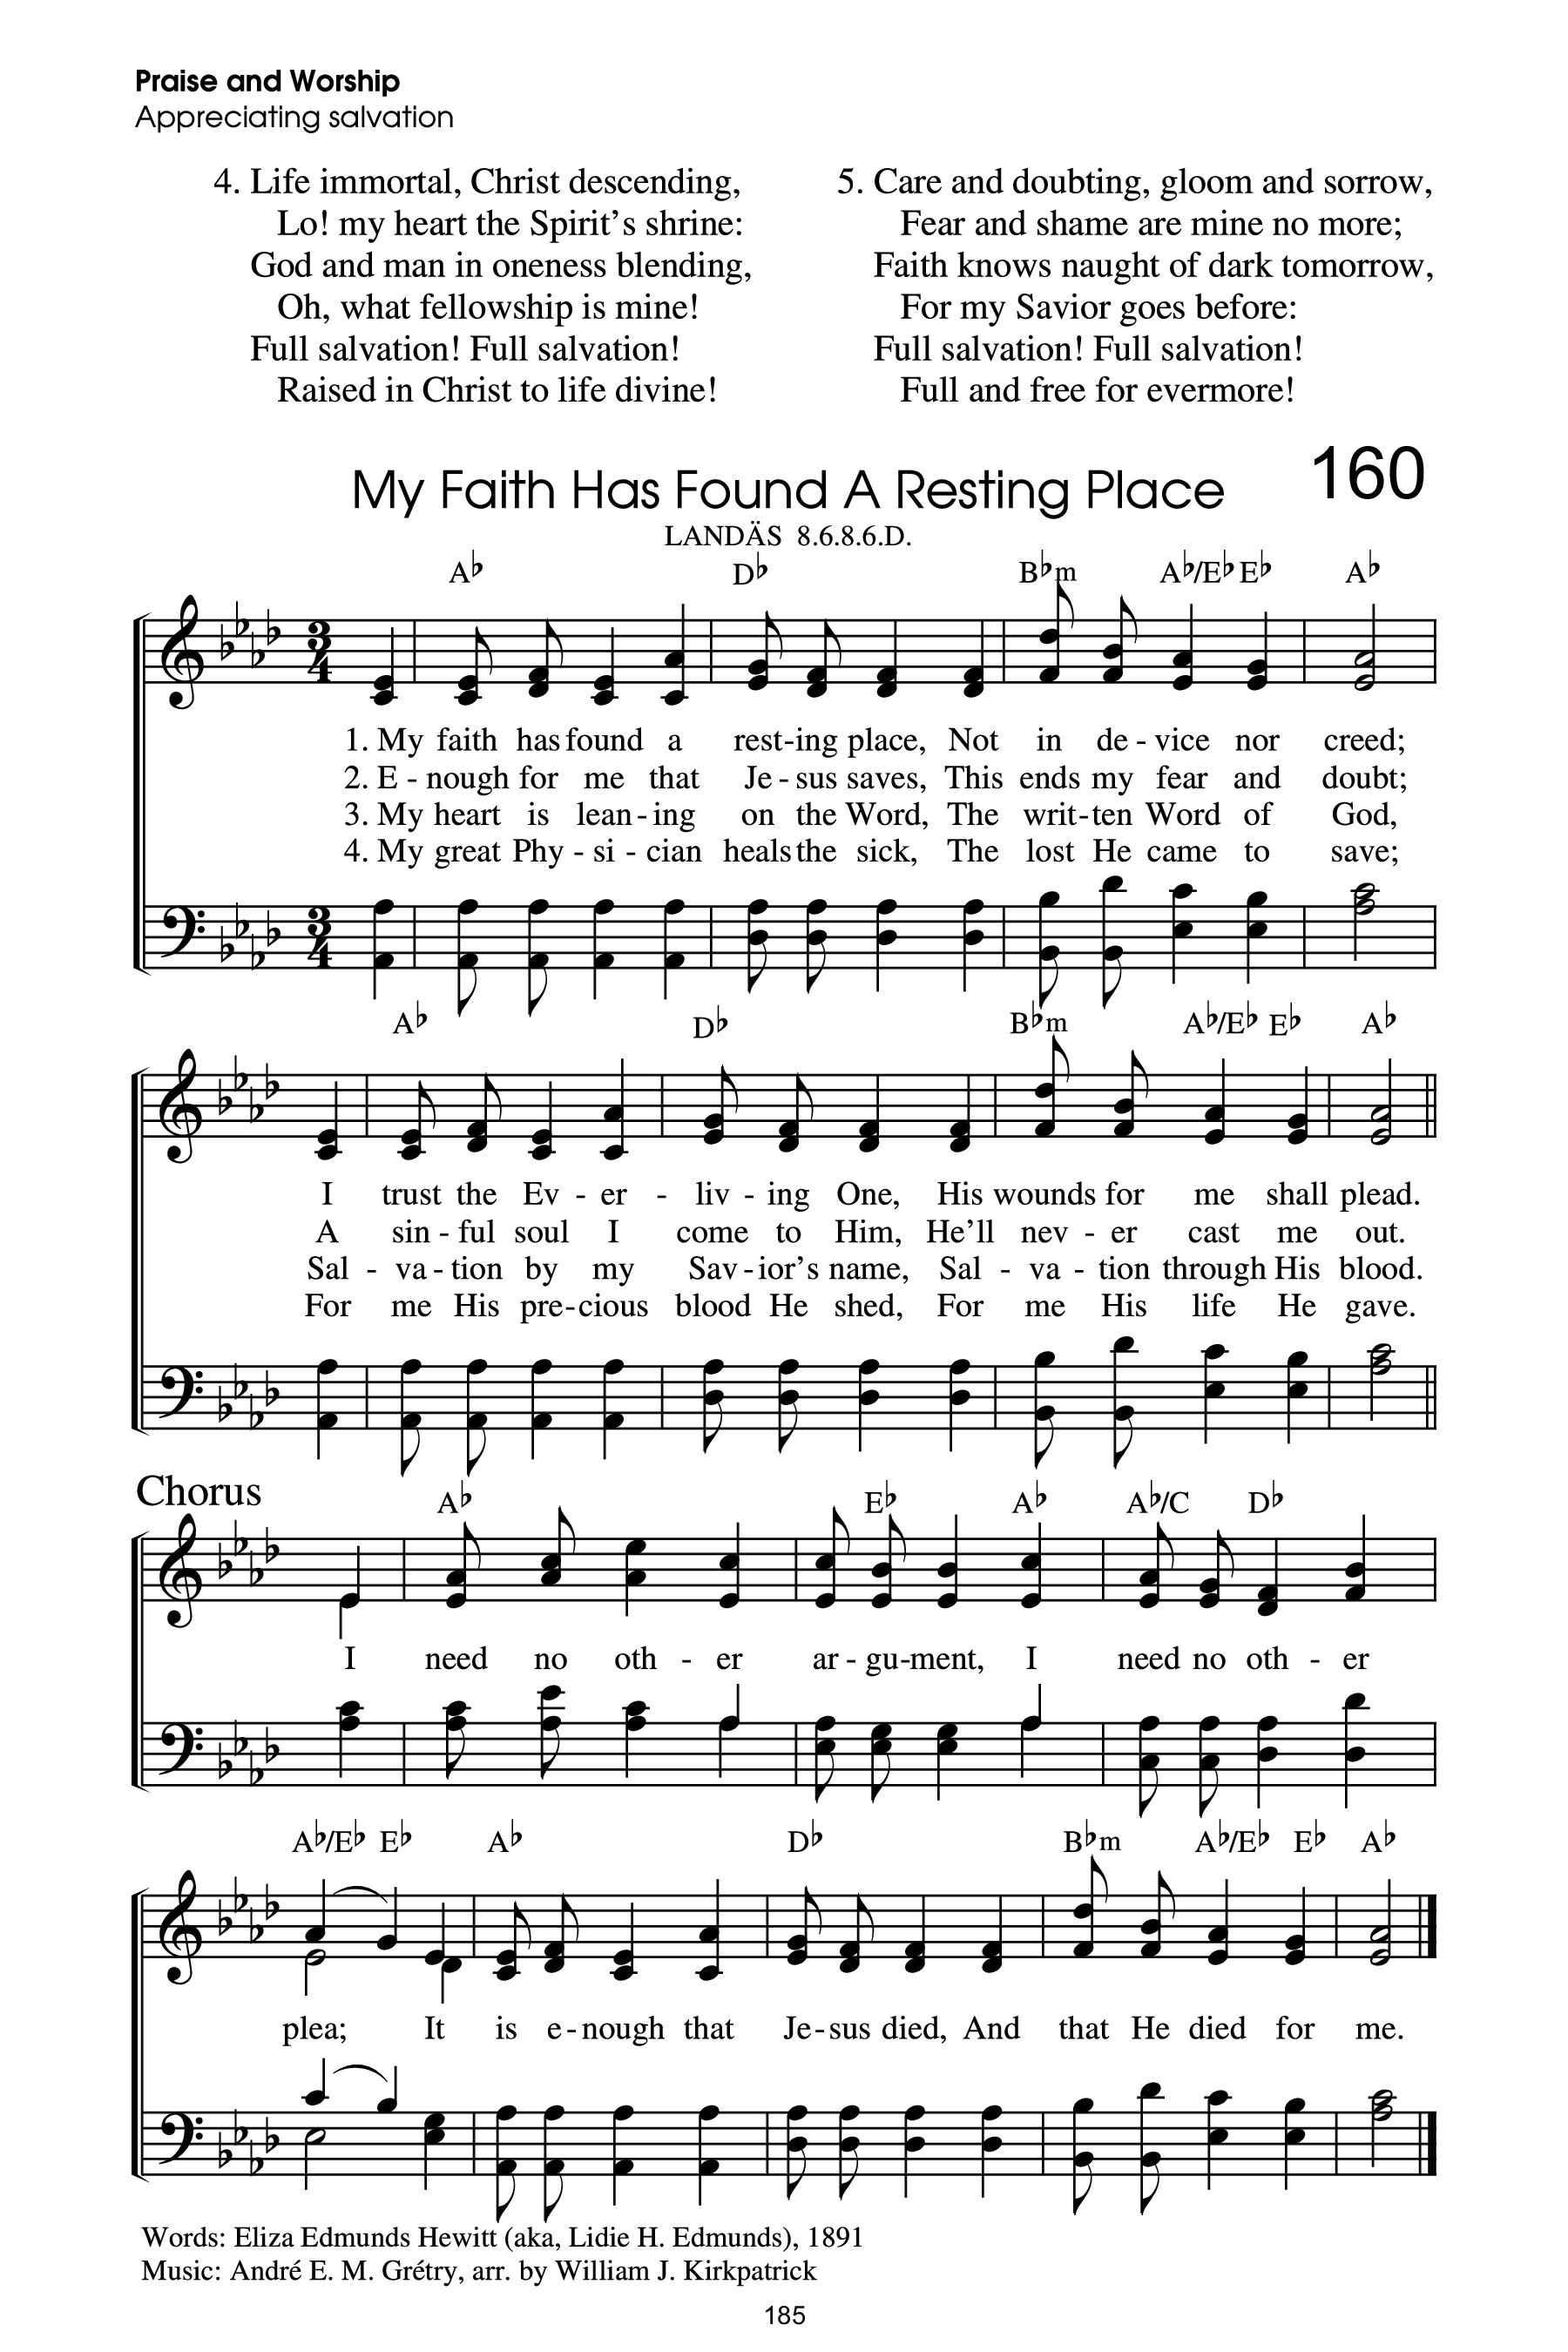 Praise and Worship
Appreciating salvation
4. Life immortal, Christ descending,
Lo! my heart the Spirit’s shrine:
God and man in oneness blending,
Oh, what fellowship is mine!
Full salvation! Full salvation!
Raised in Christ to life divine!
5. Care and doubting, gloom and sorrow,
Fear and shame are mine no more;
Faith knows naught of dark tomorrow,
For my Savior goes before:
Full salvation! Full salvation!
Full and free for evermore!
My Faith Has Found A Resting Place 160
LANDÄS 8.6.8.6.D.
A♭ D♭ B♭m A♭/E♭ E♭ A♭
3/4
1. My faith has found a rest-ing place, Not in de-vice nor creed;
2. E-nough for me that Je-sus saves, This ends my fear and doubt;
3. My heart is lean-ing on the Word, The writ-ten Word of God,
4. My great Phy-si-cian heals the sick, The lost He came to save;
3/4
A♭ D♭ B♭m A♭/E♭ E♭ A♭
I trust the Ev-er-liv-ing One, His wounds for me shall plead.
A sin-ful soul I come to Him, He’ll nev-er cast me out.
Sal-va-tion by my Sav-ior’s name, Sal-va-tion through His blood.
For me His pre-cious blood He shed, For me His life He gave.
Chorus
A♭ E♭ A♭ A♭/C D♭
I need no oth-er ar-gu-ment, I need no oth-er
A♭/E♭ E♭ A♭ D♭ B♭m A♭/E♭ E♭ A♭
plea; It is e-nough that Je-sus died, And that He died for me.
Words: Eliza Edmunds Hewitt (aka, Lidie H. Edmunds), 1891
Music: André E. M. Grétry, arr. by William J. Kirkpatrick
185